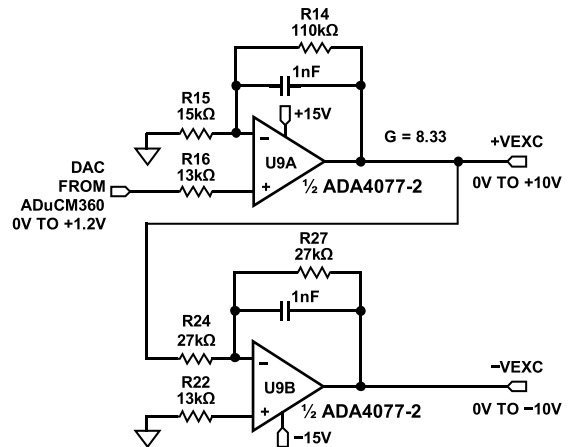 R14
110kΩ
1nF
R15
15kΩ
+15V
−
U9A
+
G = 8.33
+VEXC
0V TO +10V
½ ADA4077-2
DAC
FROM
ADuCM360
0V TO +1.2V
R16
13kΩ
R27
27kΩ
1nF
R24
27kΩ
−
U9B
+
−VEXC
0V TO −10V
R22
13kΩ
½ ADA4077-2
−15V